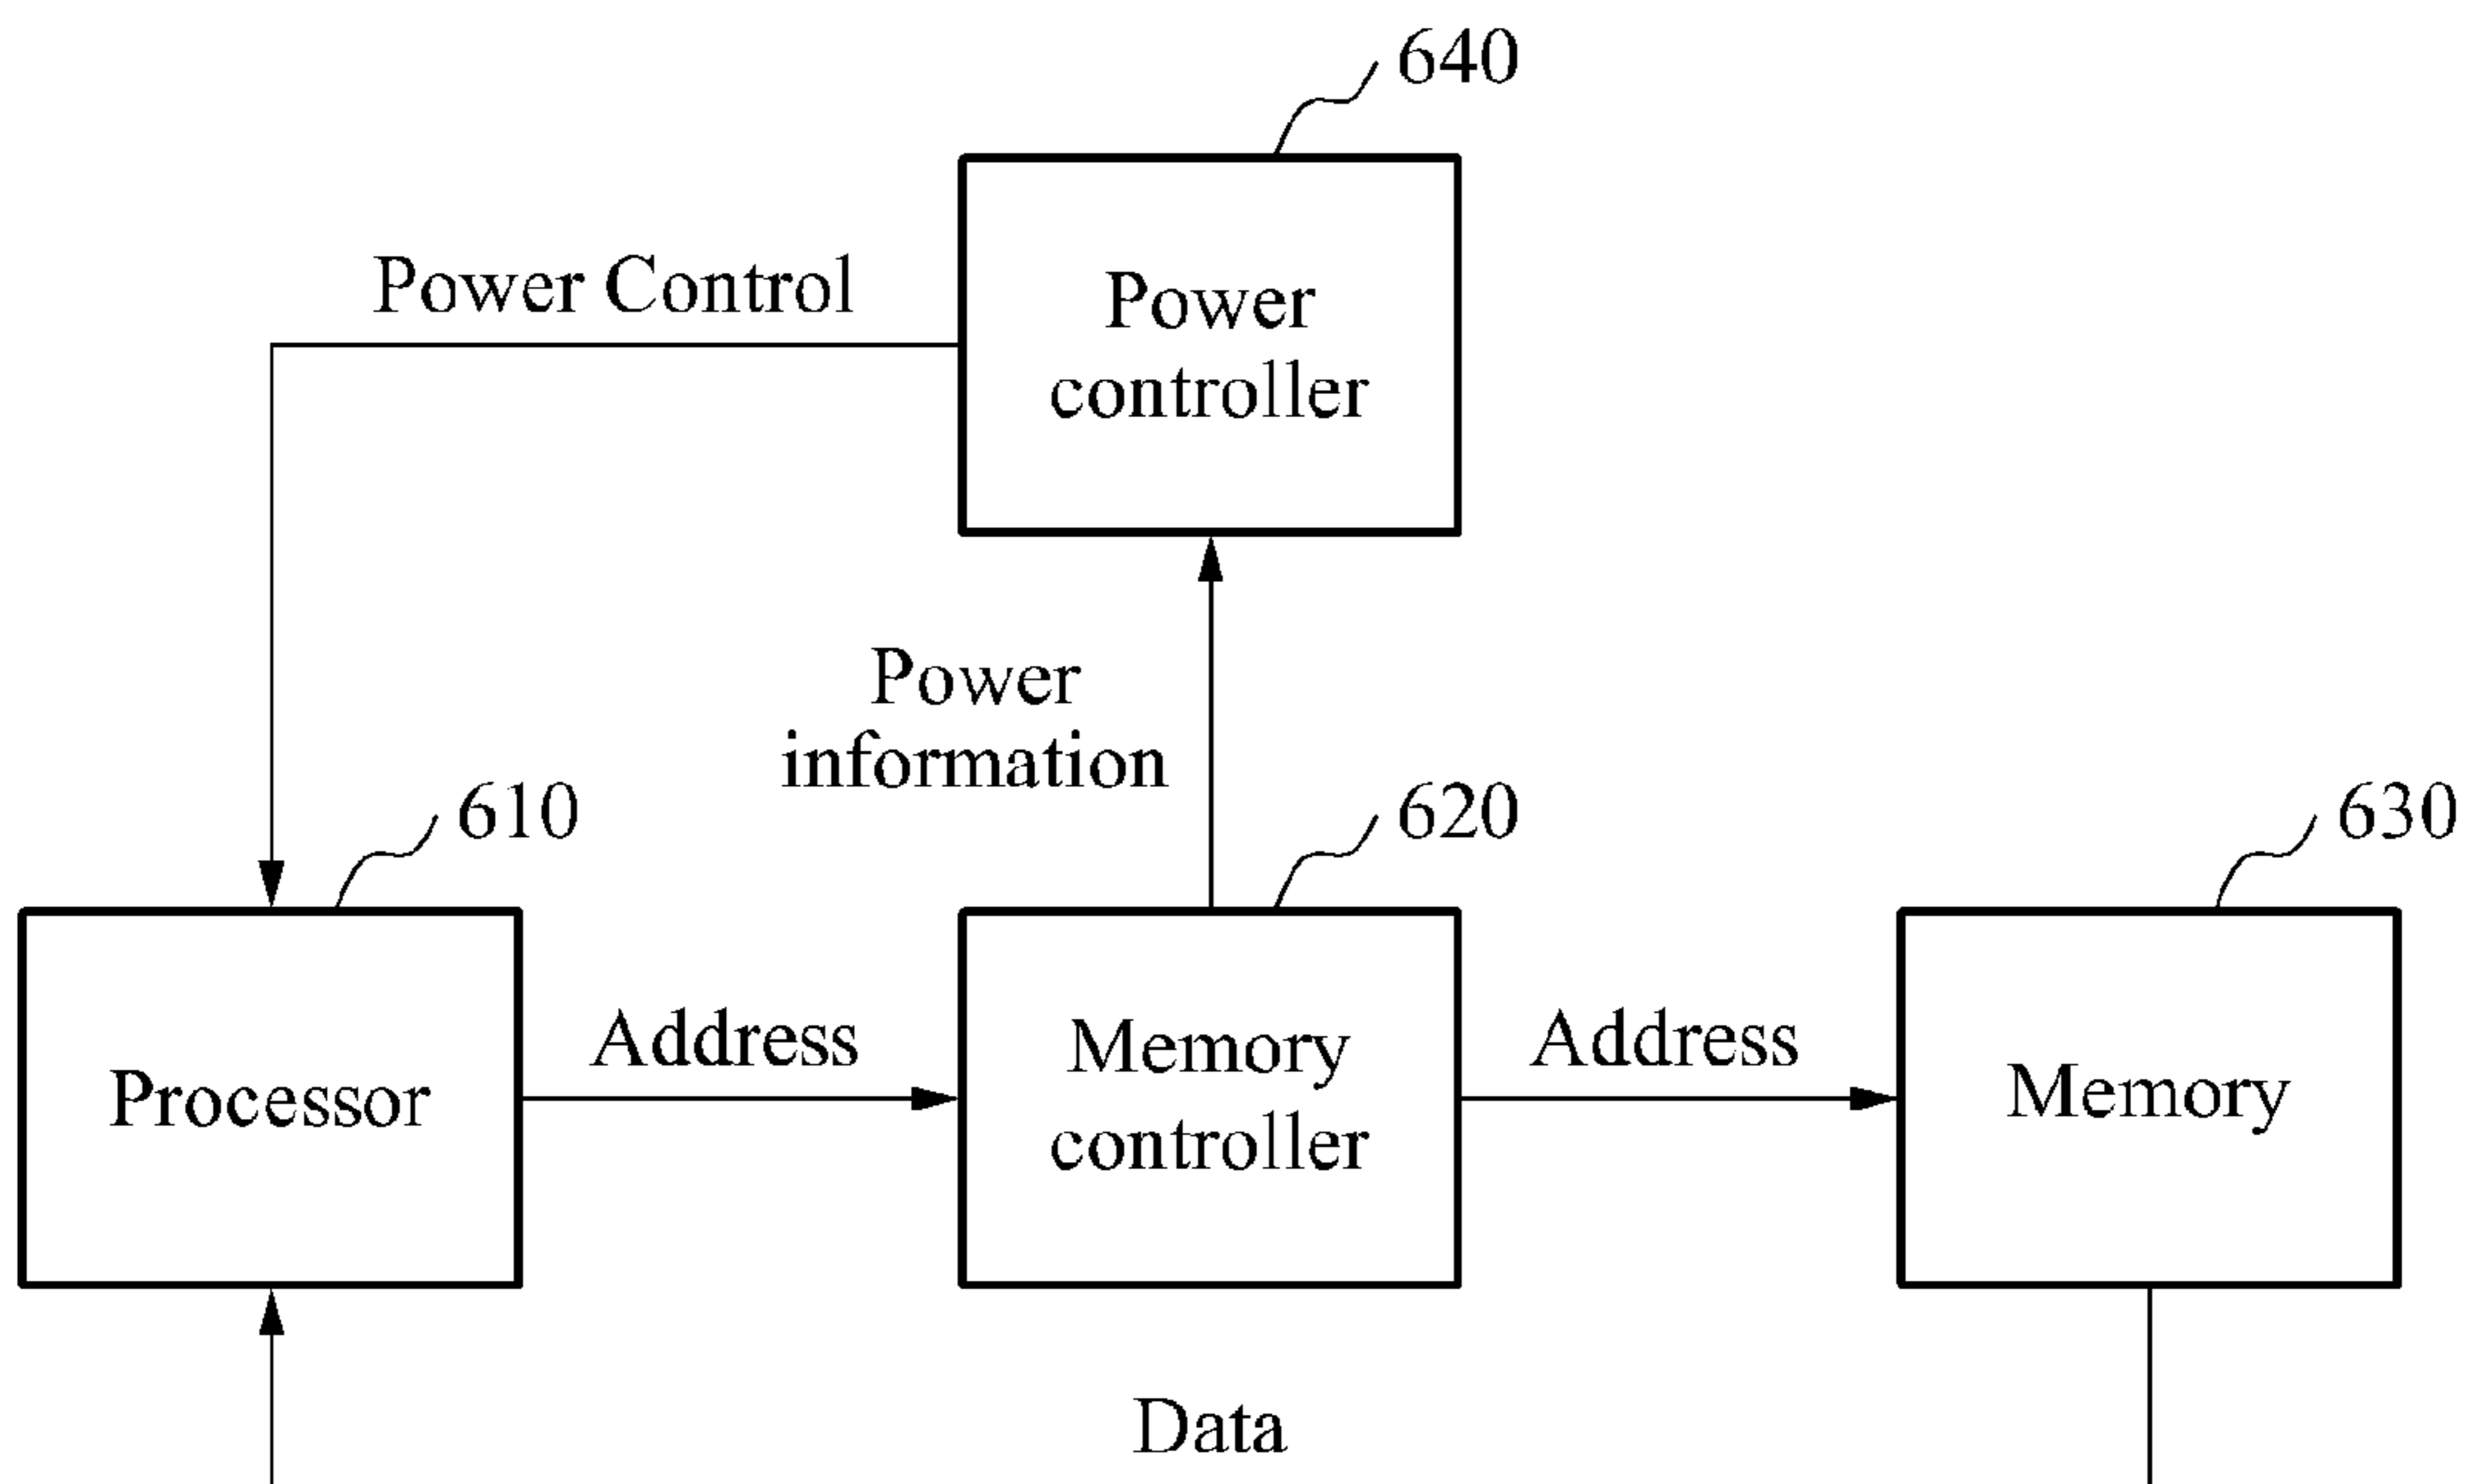 640
Power Control
Power
controller
Power
information
610
620
630
Processor
Address
Memory
controller
Address
Memory
Data